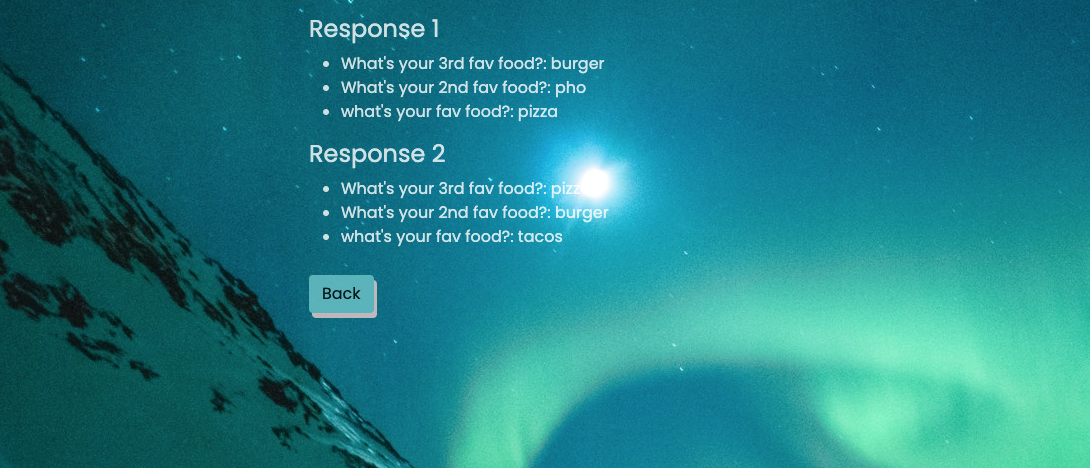 Response 1
What's your 3rd fav food?: burger
What's your 2nd fav food?: pho
what's your fav food?: pizza
Response 2
What's your 3rd fav food?: pizza
What's your 2nd fav food?: burger
what's your fav food?: tacos
Back